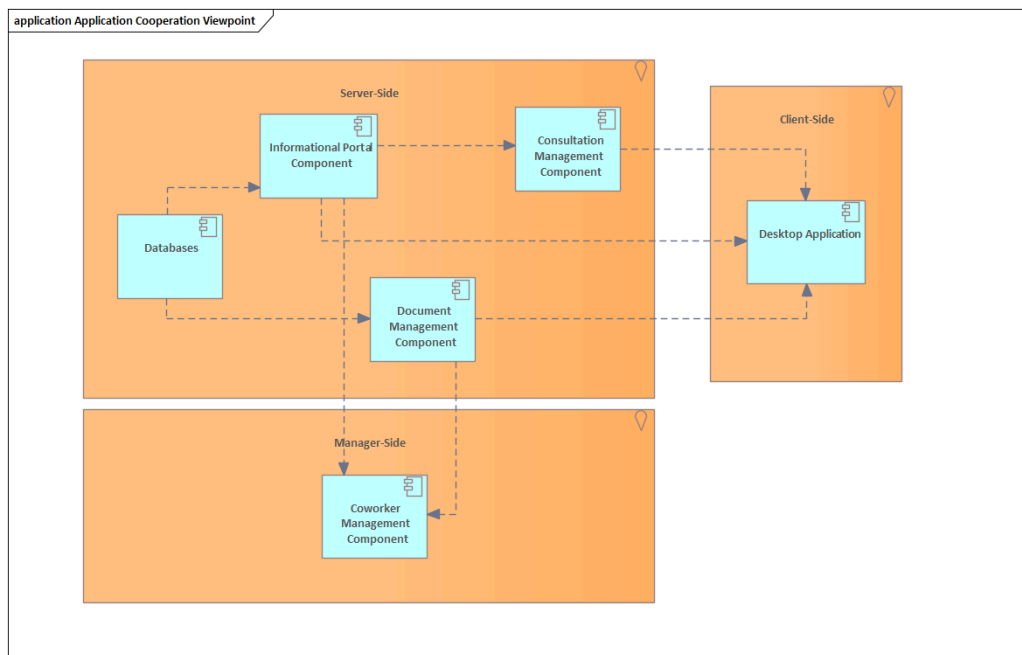 application Application Cooperation Viewpoint
Server-Side
Informational Portal
Component
Consultation
Management
Component
Client-Side
Desktop Application
Databases
Document
Management
Component
Manager-Side
Coworker
Management
Component